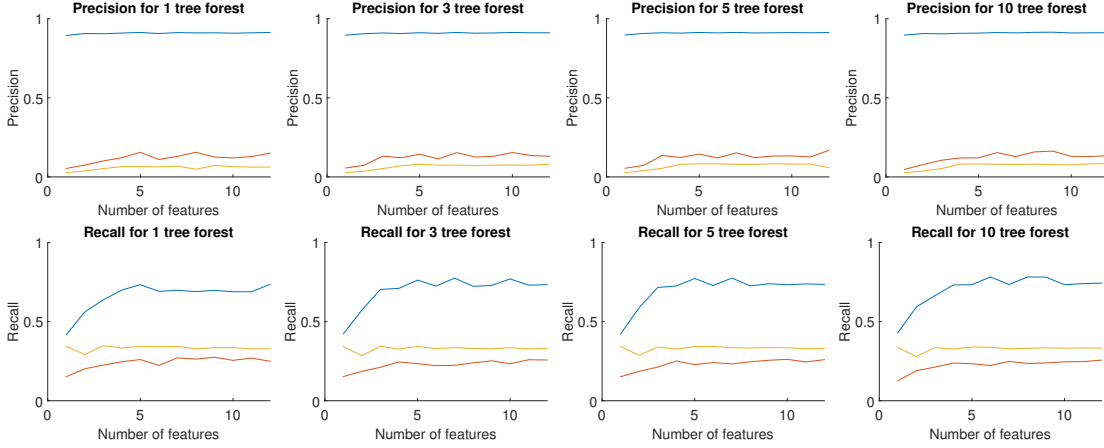 Precision for 1 tree forest
1
0.5
0
Precision
0 5 10
Number of features
Precision for 3 tree forest
1
0.5
0
Precision
0 5 10
Number of features
Precision for 5 tree forest
1
0.5
0
Precision
0 5 10
Number of features
Precision for 10 tree forest
1
0.5
0
Precision
0 5 10
Number of features
Recall for 1 tree forest
1
0.5
0
Recall
0 5 10
Number of features
Recall for 3 tree forest
1
0.5
0
Recall
0 5 10
Number of features
Recall for 5 tree forest
1
0.5
0
Recall
0 5 10
Number of features
Recall for 10 tree forest
1
0.5
0
Recall
0 5 10
Number of features